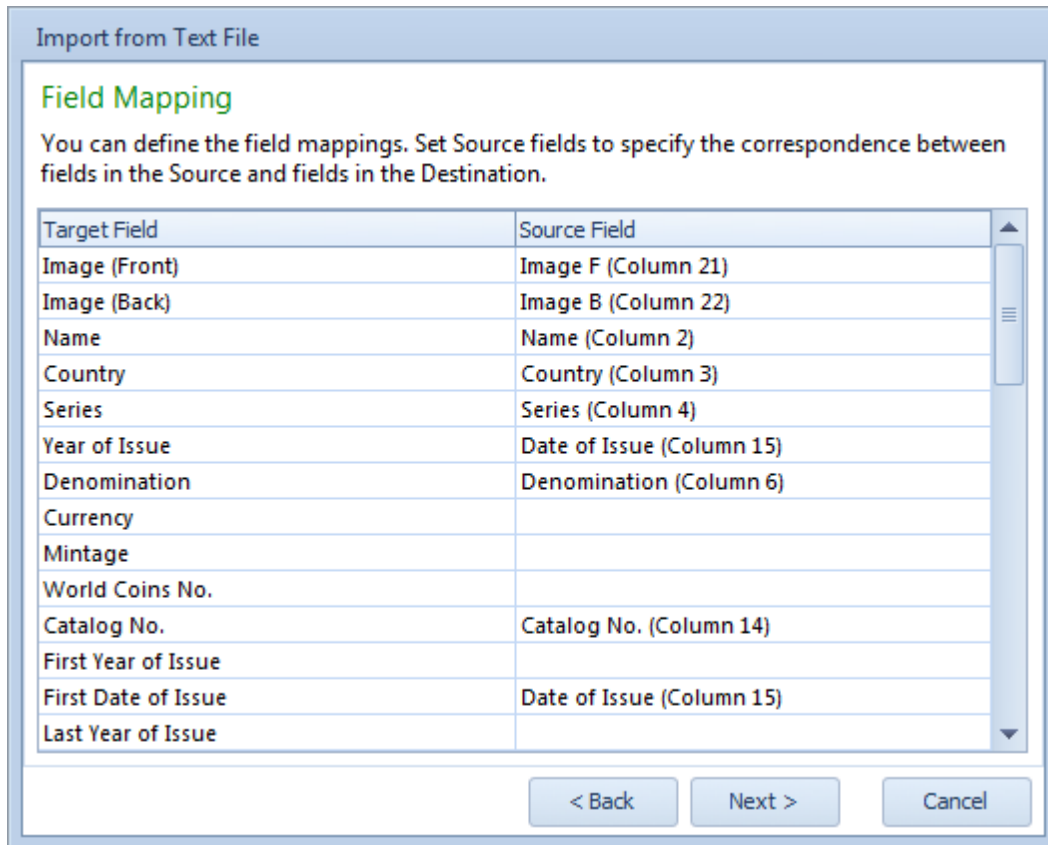 Import from Text File
Field Mapping
You can define the field mappings. Set Source fields to specify the correspondence between
fields in the Source and fields in the Destination.
Target Field Source Field
Image (Front) Image F (Column 21)
Image (Back) Image B (Column 22)
Name Name (Column 2)
Country Country (Column 3)
Series Series (Column 4)
Year of Issue Date of Issue (Column 15)
Denomination Denomination (Column 6)
Currency
Mintage
World Coins No.
Catalog No. Catalog No. (Column 14)
First Year of Issue
First Date of Issue Date of Issue (Column 15)
Last Year of Issue
< Back Next > Cancel